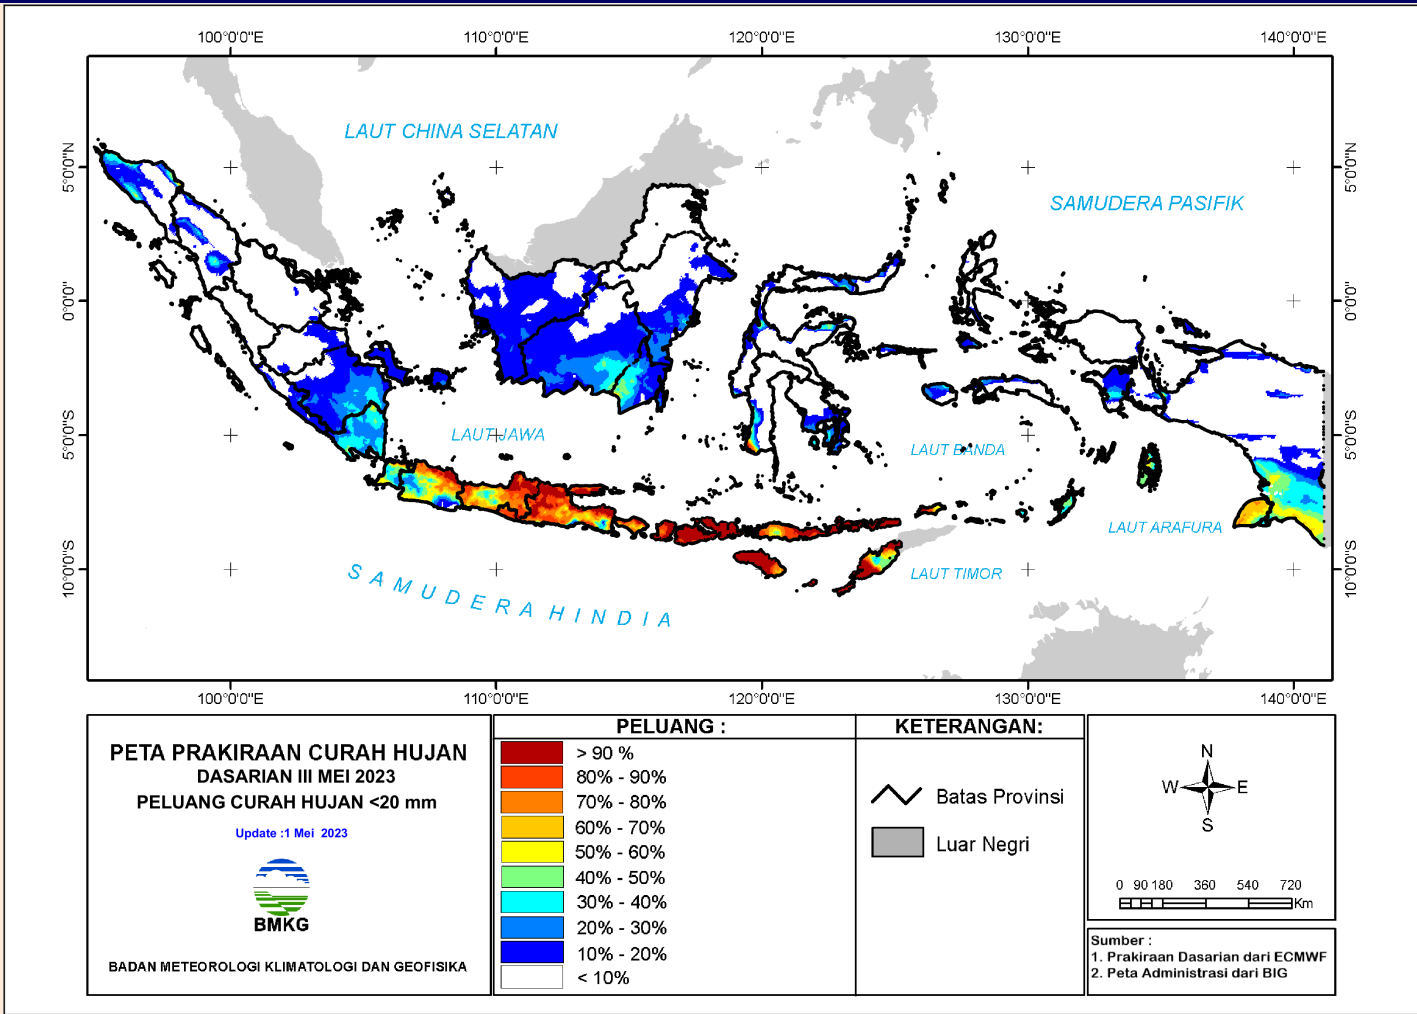 100°0'0"E 110°0'0"E 120°0'0"E 130°0'0"E 140°0'0"E
LAUT CHINA SELATAN
5°0'0"N 5°0'0"N
SAMUDERA PASIFIK
0°0'0" 0°0'0"
LAUT JAWA
5°0'0"S 5°0'0"S
LAUT BANDA
LAUT ARAFURA
10°0'0"S 10°0'0"S
LAUT TIMOR
SAMUDERA HINDIA
100°0'0"E 110°0'0"E 120°0'0"E 130°0'0"E 140°0'0"E
PETA PRAKIRAAN CURAH HUJAN
DASARIAN III MEI 2023
PELUANG CURAH HUJAN <20 mm
Update :1 Mei 2023
BMKG
BADAN METEOROLOGI KLIMATOLOGI DAN GEOFISIKA
PELUANG :
> 90 %
80% - 90%
70% - 80%
60% - 70%
50% - 60%
40% - 50%
30% - 40%
20% - 30%
10% - 20%
< 10%
KETERANGAN:
Batas Provinsi
Luar Negri
N
W E
S
0 90 180 360 540 720
Km
Sumber :
1. Prakiraan Dasarian dari ECMWF
2. Peta Administrasi dari BIG